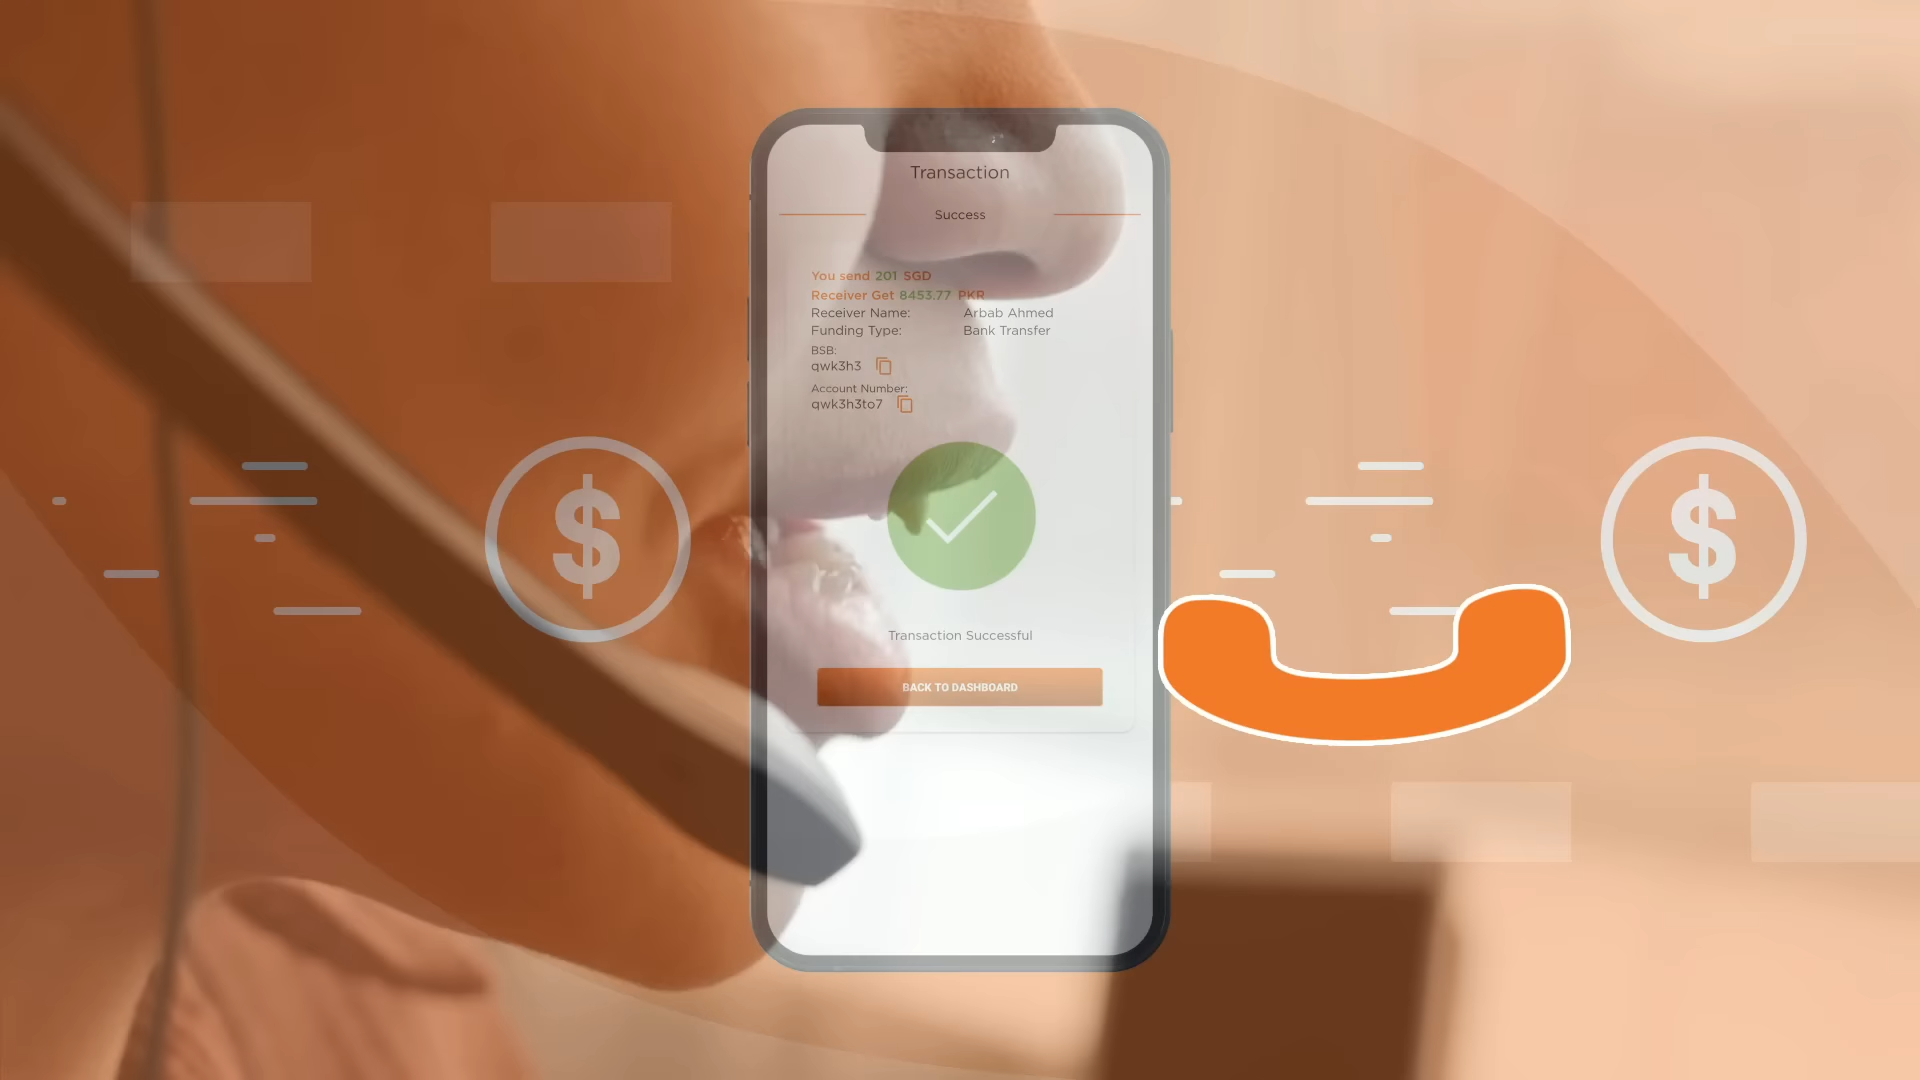 Transaction
Success
You send 201 SGD
Receiver Get 8453.77 PKR
Receiver Name: Arbab Ahmed
Funding Type: Bank Transfer
BSB:
qwk3h3
Account Number:
qwk3h3to7
$ $
Transaction Successful
BACK TO DASHBOARD